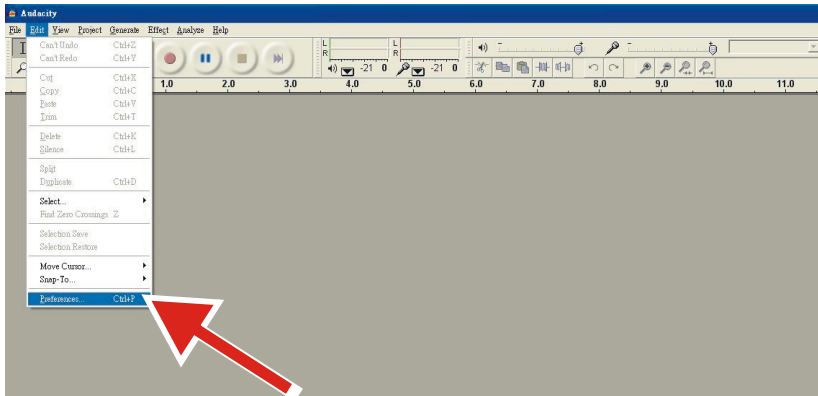 Audacity
File Edit View Project Generate Effect Analyze Help
Can't Undo Ctrl+Z
Can't Redo Ctrl+Y
Cut Ctrl+X
Copy Ctrl+C
Paste Ctrl+V
Trim Ctrl+T
Delete Ctrl+K
Silence Ctrl+L
Split
Duplicate Ctrl+D
Select...
Find Zero Crossings Z
Selection Save
Selection Restore
Move Cursor...
Snap-To...
Preferences... Ctrl+P
L L
R R
-21 0 -21 0
1.0 2.0 3.0 4.0 5.0 6.0 7.0 8.0 9.0 10.0 11.0